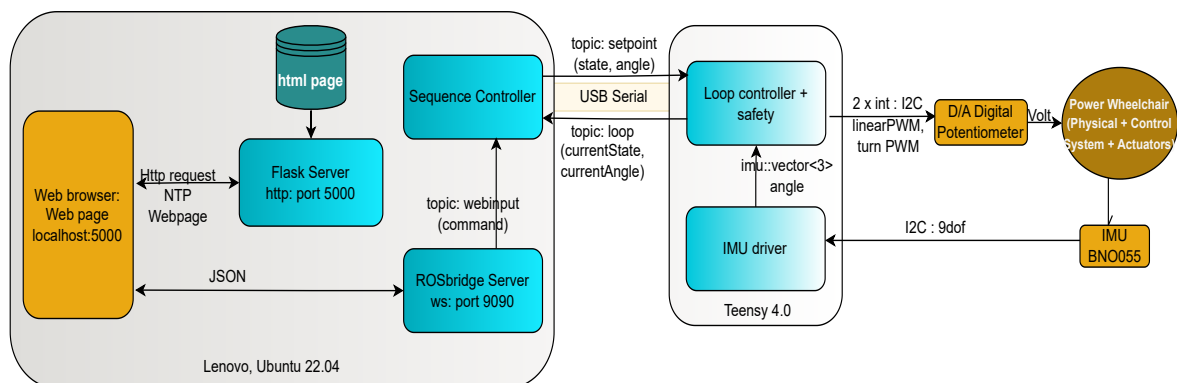 html page
Flask Server
http: port 5000
Http request
NTP
Webpage
Web browser:
Web page
localhost:5000
JSON
ROSbridge Server
ws: port 9090
topic: webinput
(command)
Sequence Controller
Lenovo, Ubuntu 22.04
topic: setpoint
(state, angle)
USB Serial
topic: loop
(currentState,
currentAngle)
Loop controller +
safety
imu::vector<3>
angle
IMU driver
Teensy 4.0
2 x int : I2C
linearPWM,
turn PWM
D/A Digital
Potentiometer
Volt
Power Wheelchair
(Physical + Control
System + Actuators)
I2C : 9dof
IMU
BNO055